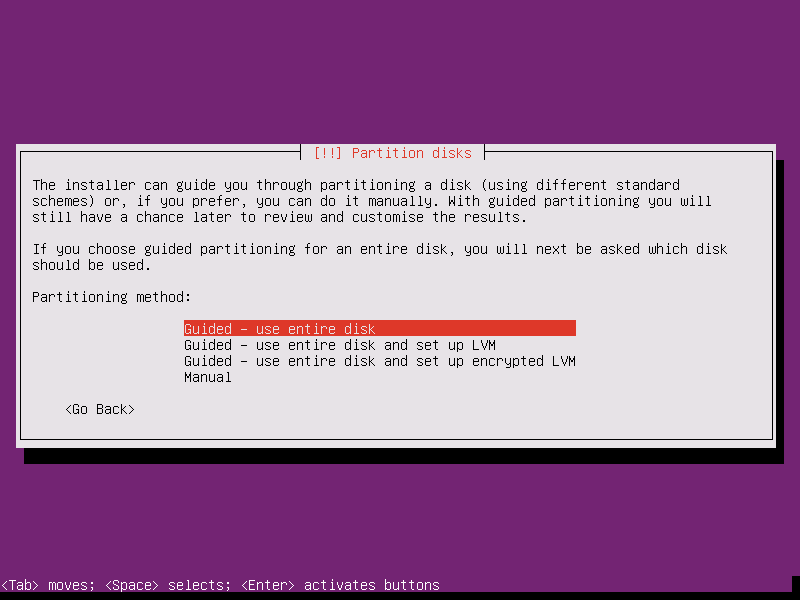 [!!] Partition disks
The installer can guide you through partitioning a disk (using different standard
schemes) or, if you prefer, you can do it manually. With guided partitioning you will
still have a chance later to review and customise the results.
If you choose guided partitioning for an entire disk, you will next be asked which disk
should be used.
Partitioning method:
Guided - use entire disk
Guided - use entire disk and set up LVM
Guided - use entire disk and set up encrypted LVM
Manual
<Go Back>
<Tab> moves; <Space> selects; <Enter> activates buttons